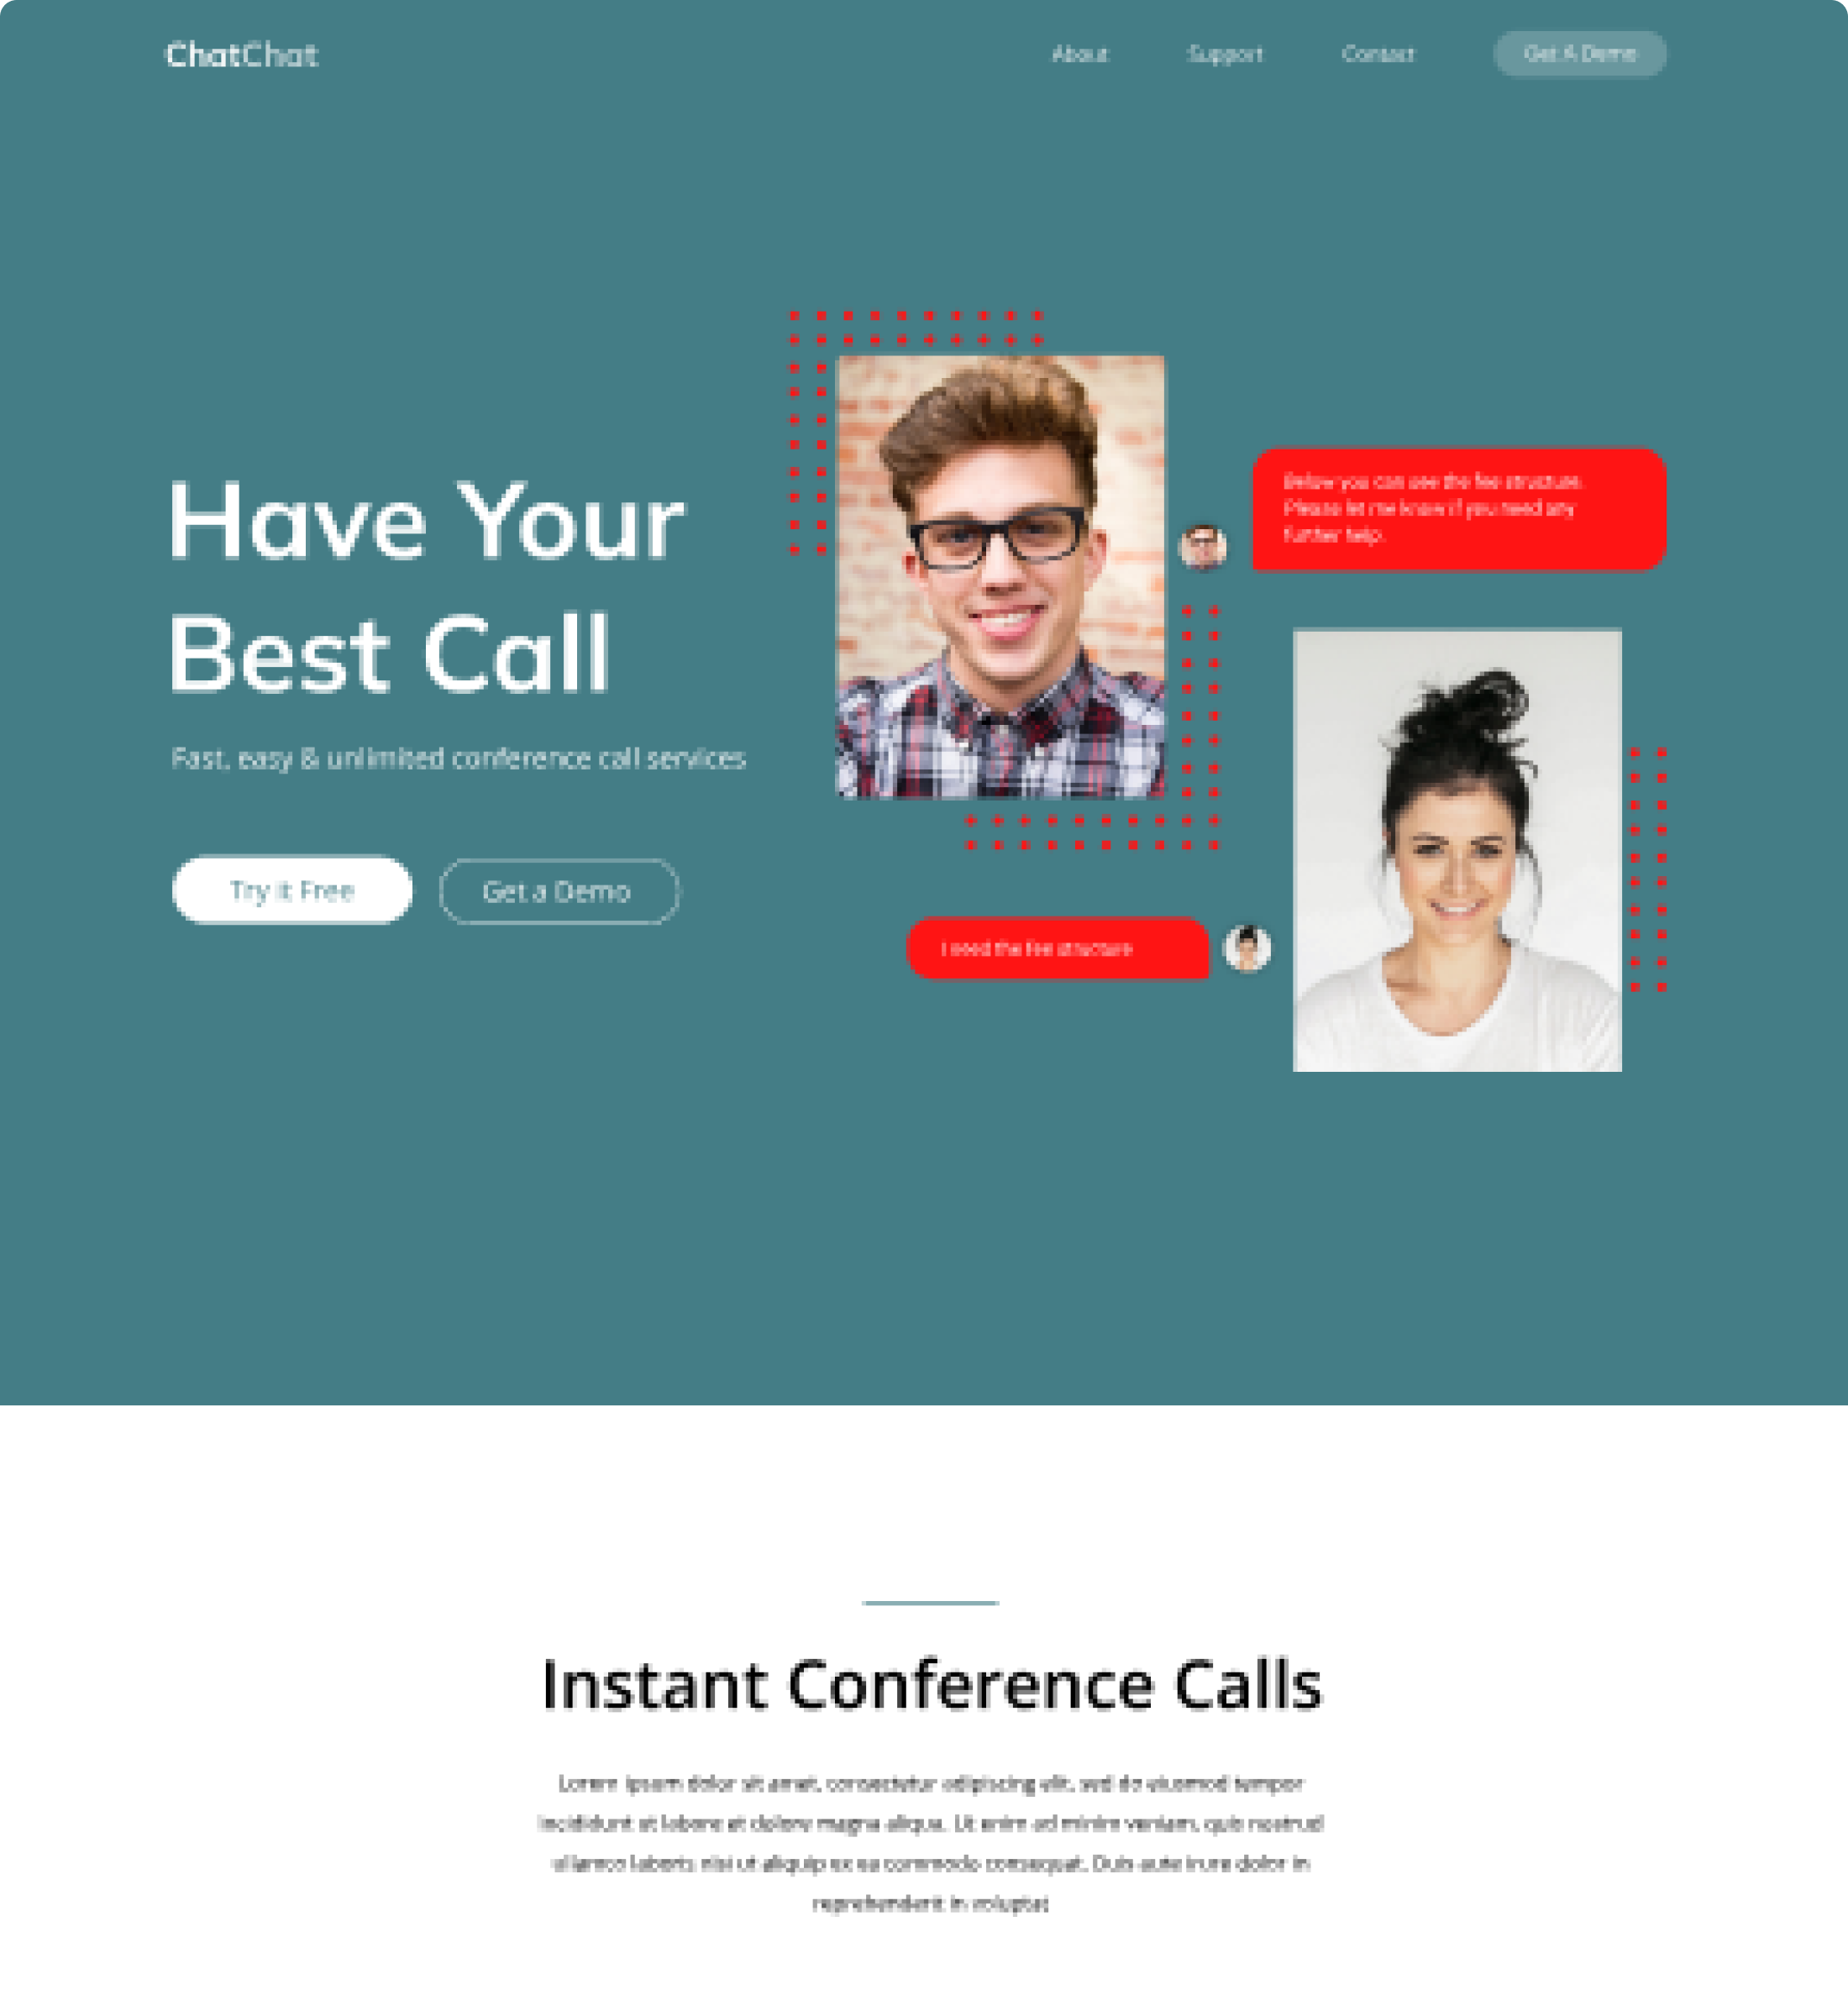 ChatChat
About Support Contact Get A Demo
Have Your
Best Call
Fast, easy & unlimited conference call services
Try it Free Get a Demo
Below you can see the fee structure.
Please let me know if you need any
further help.
I need the fee structure
Instant Conference Calls
Lorem ipsum dolor sit amet, consectetur adipiscing elit, sed do eiusmod tempor
incididunt ut labore et dolore magna aliqua. Ut enim ad minim veniam, quis nostrud
ullamco laboris nisi ut aliquip ex ea commodo consequat. Duis aute irure dolor in
reprehenderit in voluptat